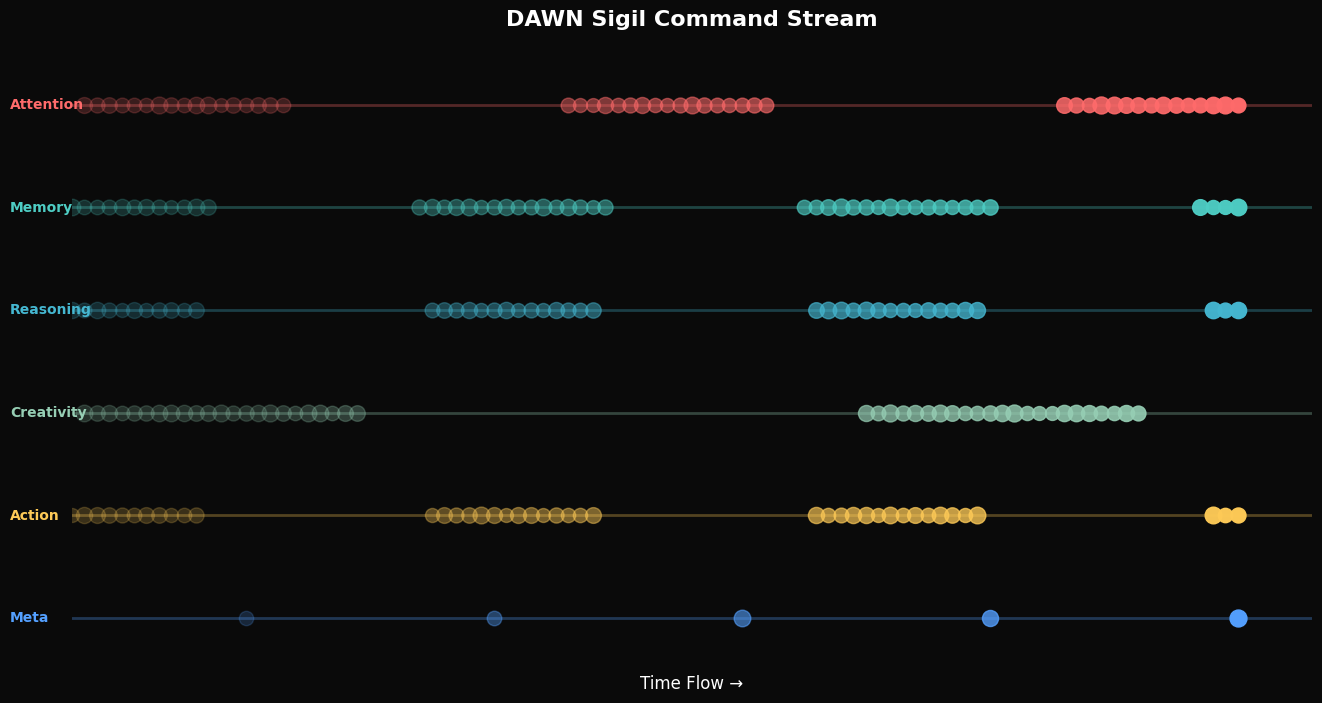 DAWN Sigil Command Stream
Attention
Memory
Reasoning
Creativity
Action
Meta
Time Flow →